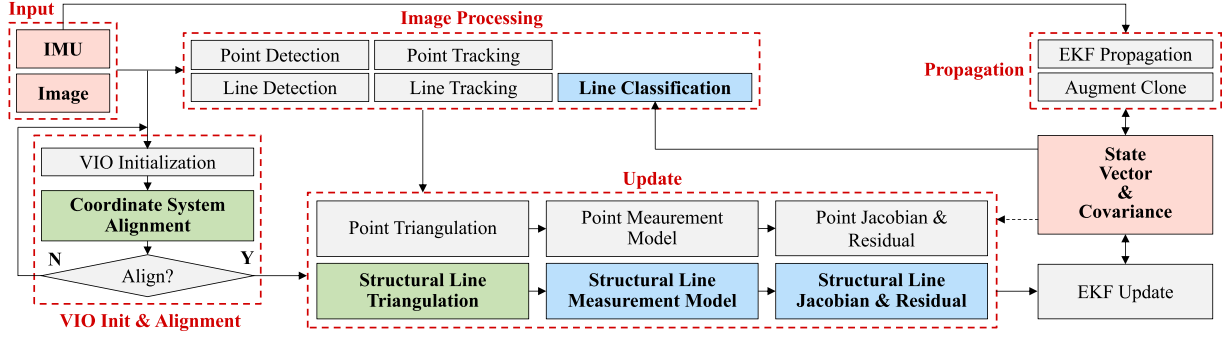 Input
IMU
Image
Image Processing
Point Detection
Point Tracking
Line Detection
Line Tracking
Line Classification
Propagation
EKF Propagation
Augment Clone
VIO Initialization
Coordinate System
Alignment
N
Align?
Y
VIO Init & Alignment
Update
Point Triangulation
Point Meaurement
Model
Point Jacobian &
Residual
Structural Line
Triangulation
Structural Line
Measurement Model
Structural Line
Jacobian & Residual
State
Vector
&
Covariance
EKF Update